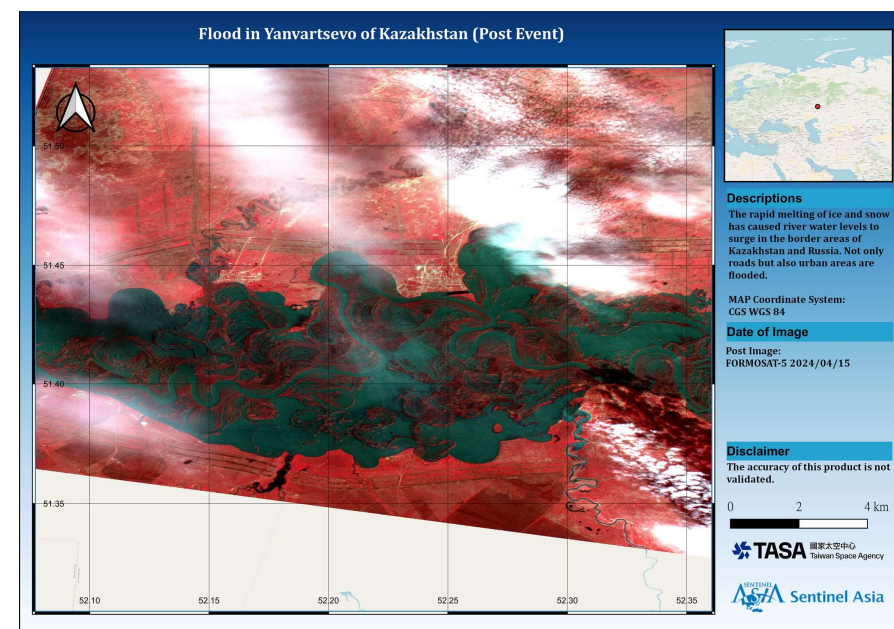 Flood in Yanvartsevo of Kazakhstan (Post Event)
51.50
51.45
51.40
51.35
52.10
52.15
52.20
52.25
52.30
52.35
Descriptions
The rapid melting of ice and snow
has caused river water levels to
surge in the border areas of
Kazakhstan and Russia. Not only
roads but also urban areas are
flooded.
MAP Coordinate System:
CGS WGS 84
Date of Image
Post Image:
FORMOSAT-5 2024/04/15
Disclaimer
The accuracy of this product is not
validated.
0 2 4 km
TASA 國家太空中心
Taiwan Space Agency
SENTINEL
ASIA Sentinel Asia